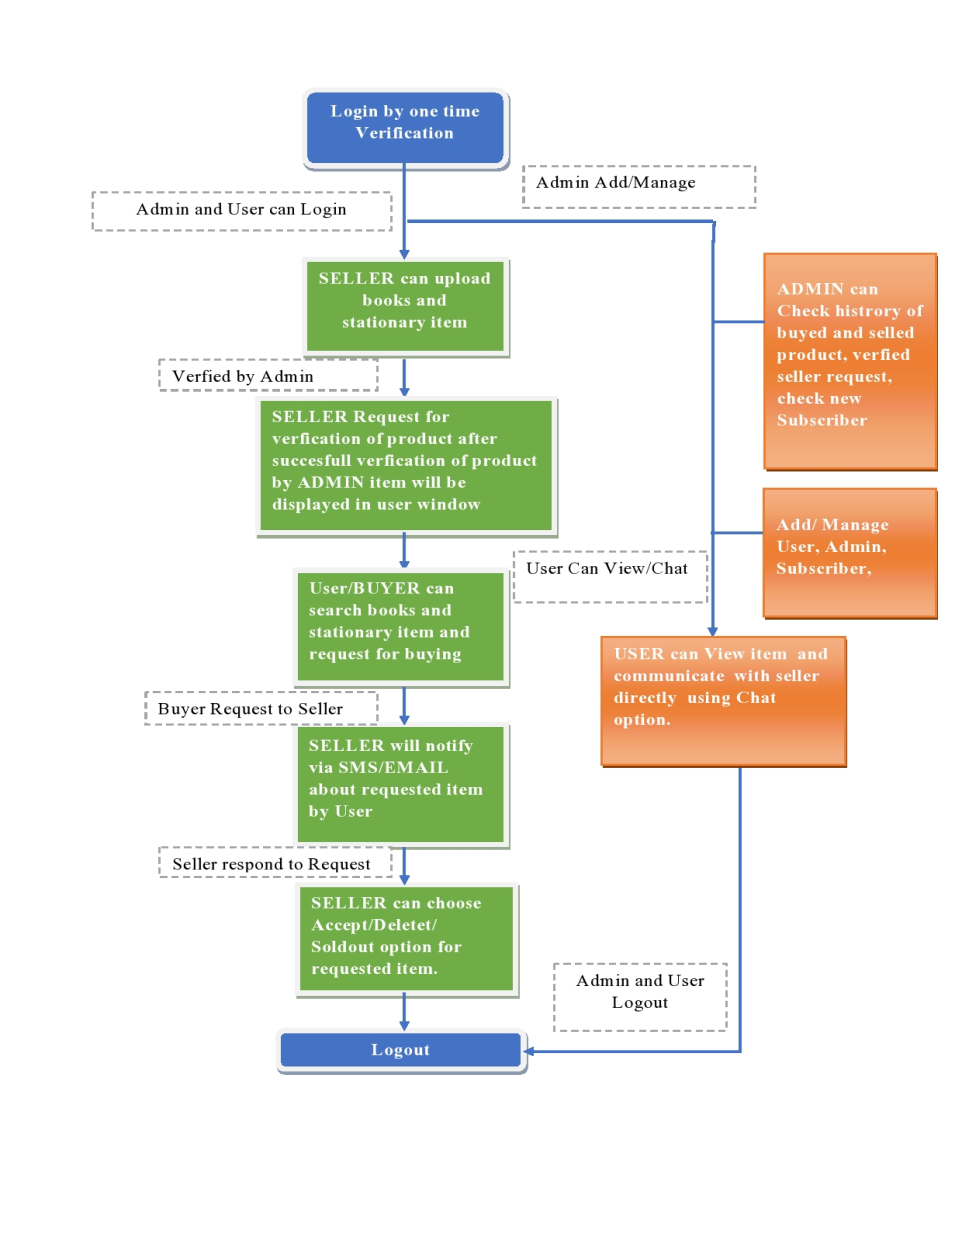 Login by one time
Verification
Admin Add/Manage
Admin and User can Login
SELLER can upload
books and
stationary item
ADMIN can
Check histrory of
buyed and selled
product, verfied
seller request,
check new
Subscriber
Verfied by Admin
SELLER Request for
verfication of product after
succesfull verfication of product
by ADMIN item will be
displayed in user window
Add/ Manage
User, Admin,
Subscriber,
User Can View/Chat
User/BUYER can
search books and
stationary item and
request for buying
USER can View item and
communicate with seller
directly using Chat
option.
Buyer Request to Seller
SELLER will notify
via SMS/EMAIL
about requested item
by User
Seller respond to Request
SELLER can choose
Accept/Deletet/
Soldout option for
requested item.
Admin and User
Logout
Logout